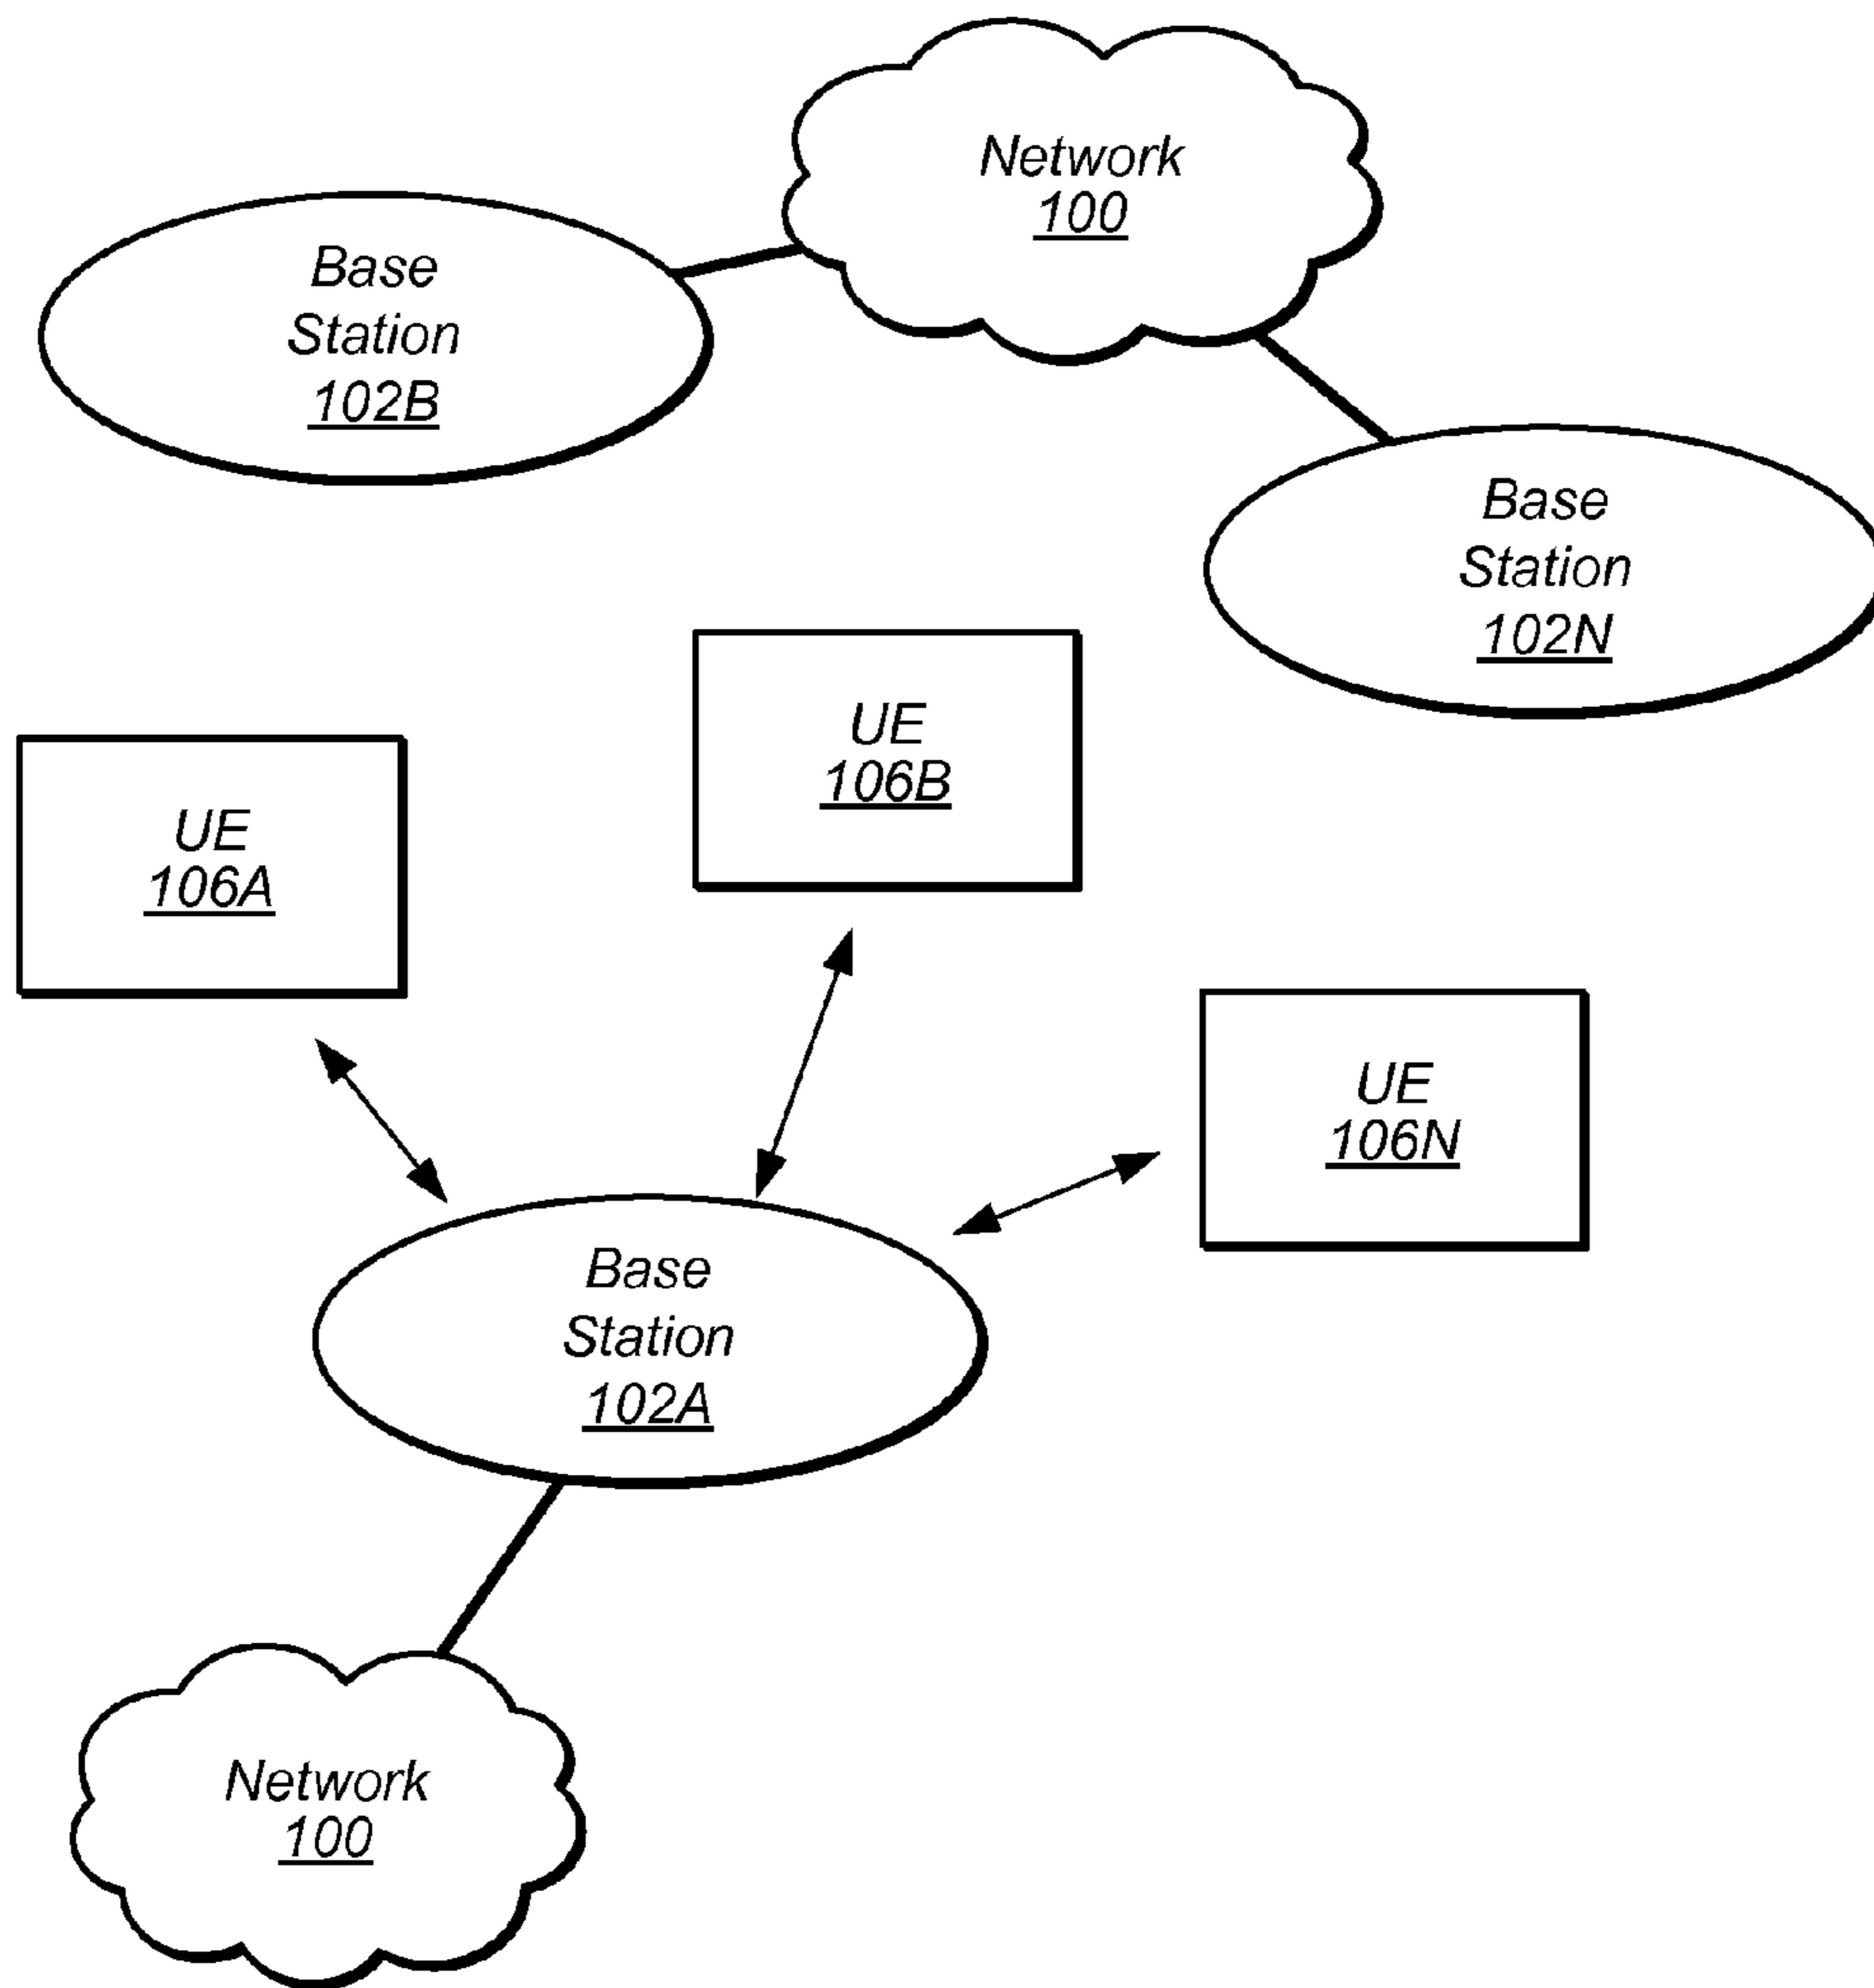 Network
100
Base
Station
102B
Base
Station
102N
UE
106B
UE
106A
UE
106N
Base
Station
102A
Network
100